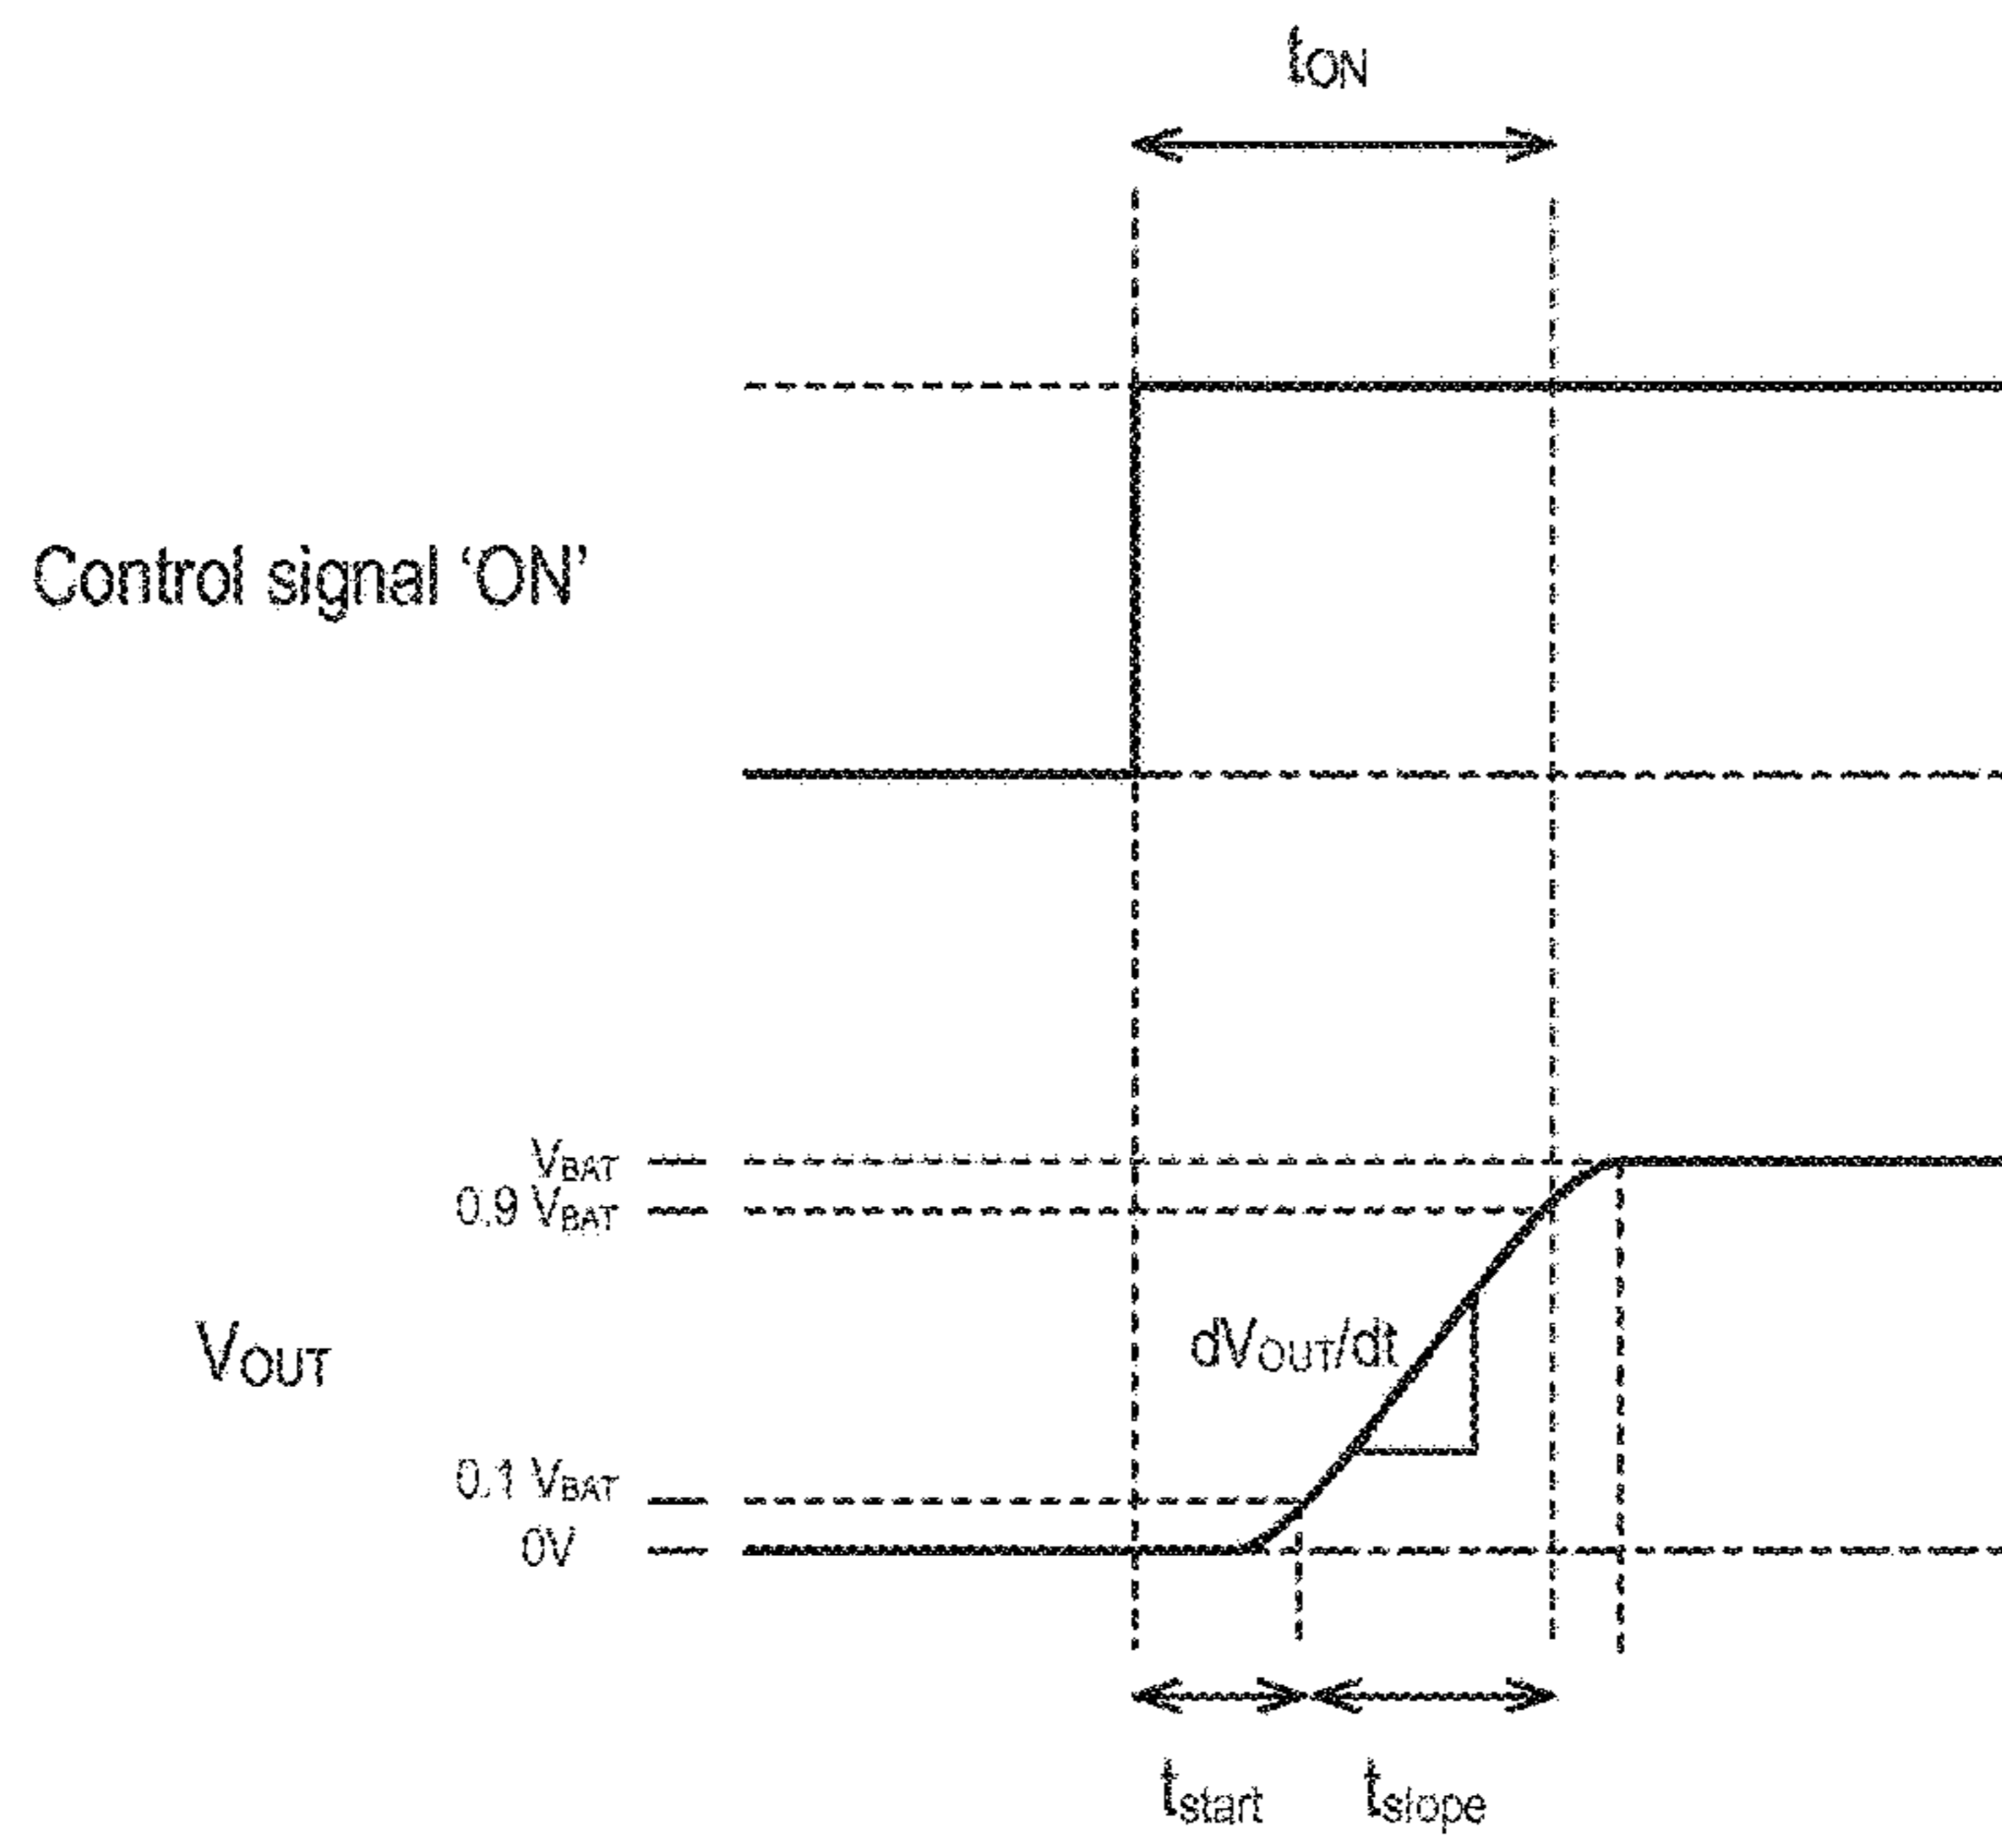 tON
Control signal ‘ON’
VBAT
0.9 VBAT
VOUT
dVOUT/dt
0.1 VBAT
0V
tstart
tslope